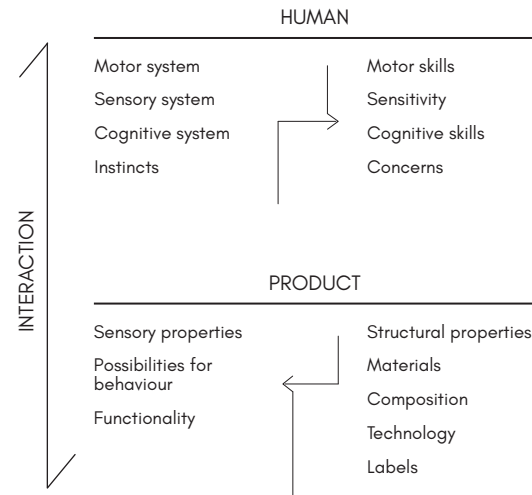 HUMAN
Motor system
Sensory system
Cognitive system
Instincts
Motor skills
Sensitivity
Cognitive skills
Concerns
INTERACTION
PRODUCT
Sensory properties
Possibilities for
behaviour
Functionality
Structural properties
Materials
Composition
Technology
Labels